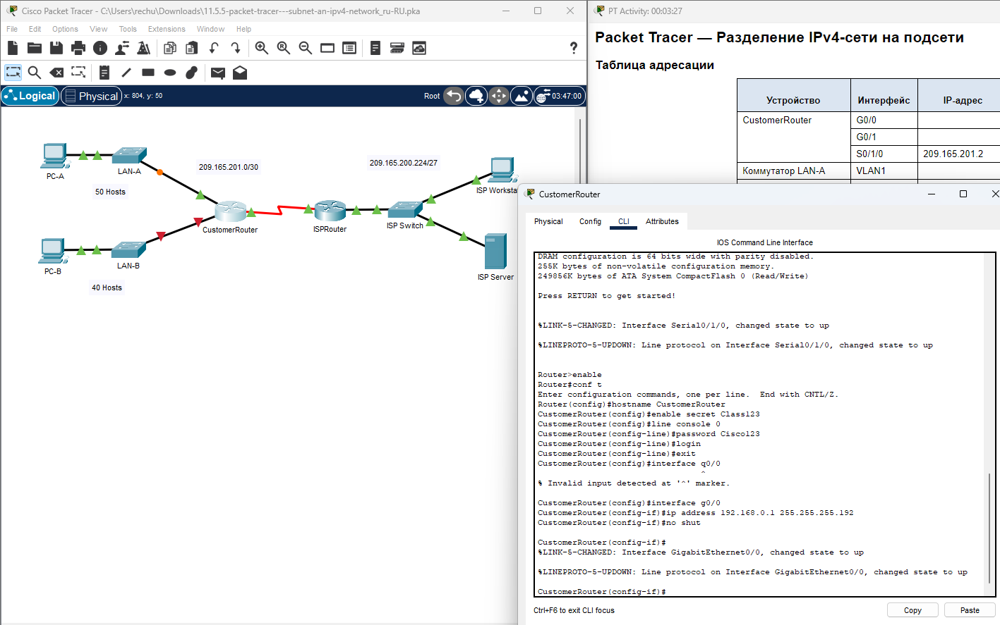 Cisco Packet Tracer - C:\Users\rechu\Downloads\11.5.5-packet-tracer---subnet-an-ipv4-network_ru-RU.pka
File Edit Options View Tools Extensions Window Help
Logical Physical x: 804, y: 50 Root 03:47:00
209.165.201.0/30
209.165.200.224/27
PC-A
LAN-A
50 Hosts
ISP Worksta
CustomerRouter
ISPRouter
ISP Switch
PC-B
LAN-B
40 Hosts
ISP Server
PT Activity: 00:03:27
Packet Tracer — Разделение IPv4-сети на подсети
Таблица адресации
Устройство Интерфейс IP-адрес
CustomerRouter G0/0
G0/1
S0/1/0 209.165.201.2
Коммутатор LAN-A VLAN1
CustomerRouter
Physical Config CLI Attributes
IOS Command Line Interface
DRAM configuration is 64 bits wide with parity disabled.
255K bytes of non-volatile configuration memory.
249856K bytes of ATA System CompactFlash 0 (Read/Write)
Press RETURN to get started!
%LINK-5-CHANGED: Interface Serial0/1/0, changed state to up
%LINEPROTO-5-UPDOWN: Line protocol on Interface Serial0/1/0, changed state to up
Router>enable
Router#conf t
Enter configuration commands, one per line.  End with CNTL/Z.
Router(config)#hostname CustomerRouter
CustomerRouter(config)#enable secret Class123
CustomerRouter(config)#line console 0
CustomerRouter(config-line)#password Cisco123
CustomerRouter(config-line)#login
CustomerRouter(config-line)#exit
CustomerRouter(config)#interface q0/0
^
% Invalid input detected at '^' marker.
CustomerRouter(config)#interface g0/0
CustomerRouter(config-if)#ip address 192.168.0.1 255.255.255.192
CustomerRouter(config-if)#no shut
CustomerRouter(config-if)#
%LINK-5-CHANGED: Interface GigabitEthernet0/0, changed state to up
%LINEPROTO-5-UPDOWN: Line protocol on Interface GigabitEthernet0/0, changed state to up
CustomerRouter(config-if)#
Ctrl+F6 to exit CLI focus
Copy Paste